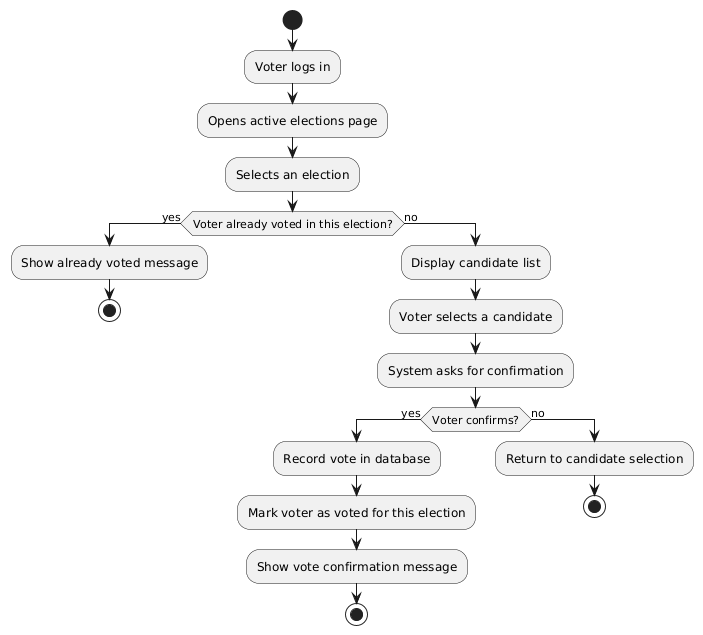 Voter logs in
Opens active elections page
Selects an election
yes
Voter already voted in this election?
no
Show already voted message
Display candidate list
Voter selects a candidate
System asks for confirmation
yes
Voter confirms?
no
Record vote in database
Return to candidate selection
Mark voter as voted for this election
Show vote confirmation message